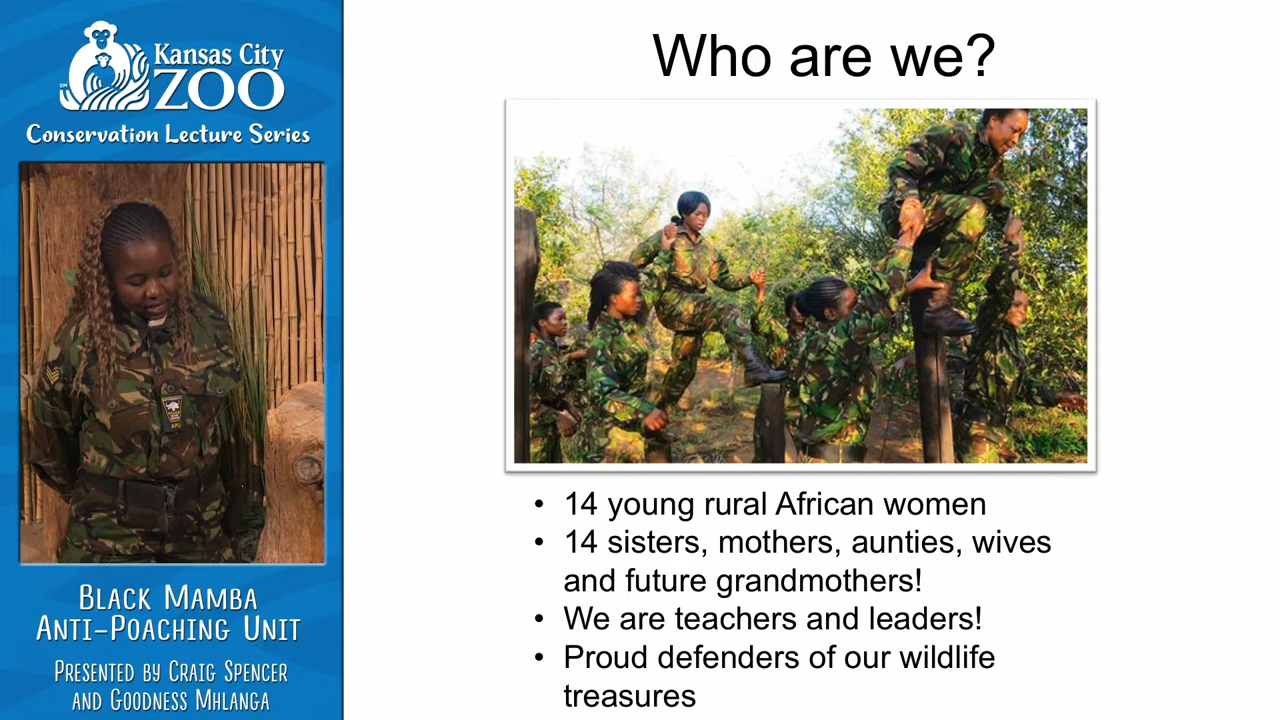 Kansas City
ZOO
SM
Conservation Lecture Series
APU
BLACK MAMBA
ANTI-POACHING UNIT
PRESENTED BY CRAIG SPENCER
AND GOODNESS MHLANGA
Who are we?
• 14 young rural African women
• 14 sisters, mothers, aunties, wives
and future grandmothers!
• We are teachers and leaders!
• Proud defenders of our wildlife
treasures